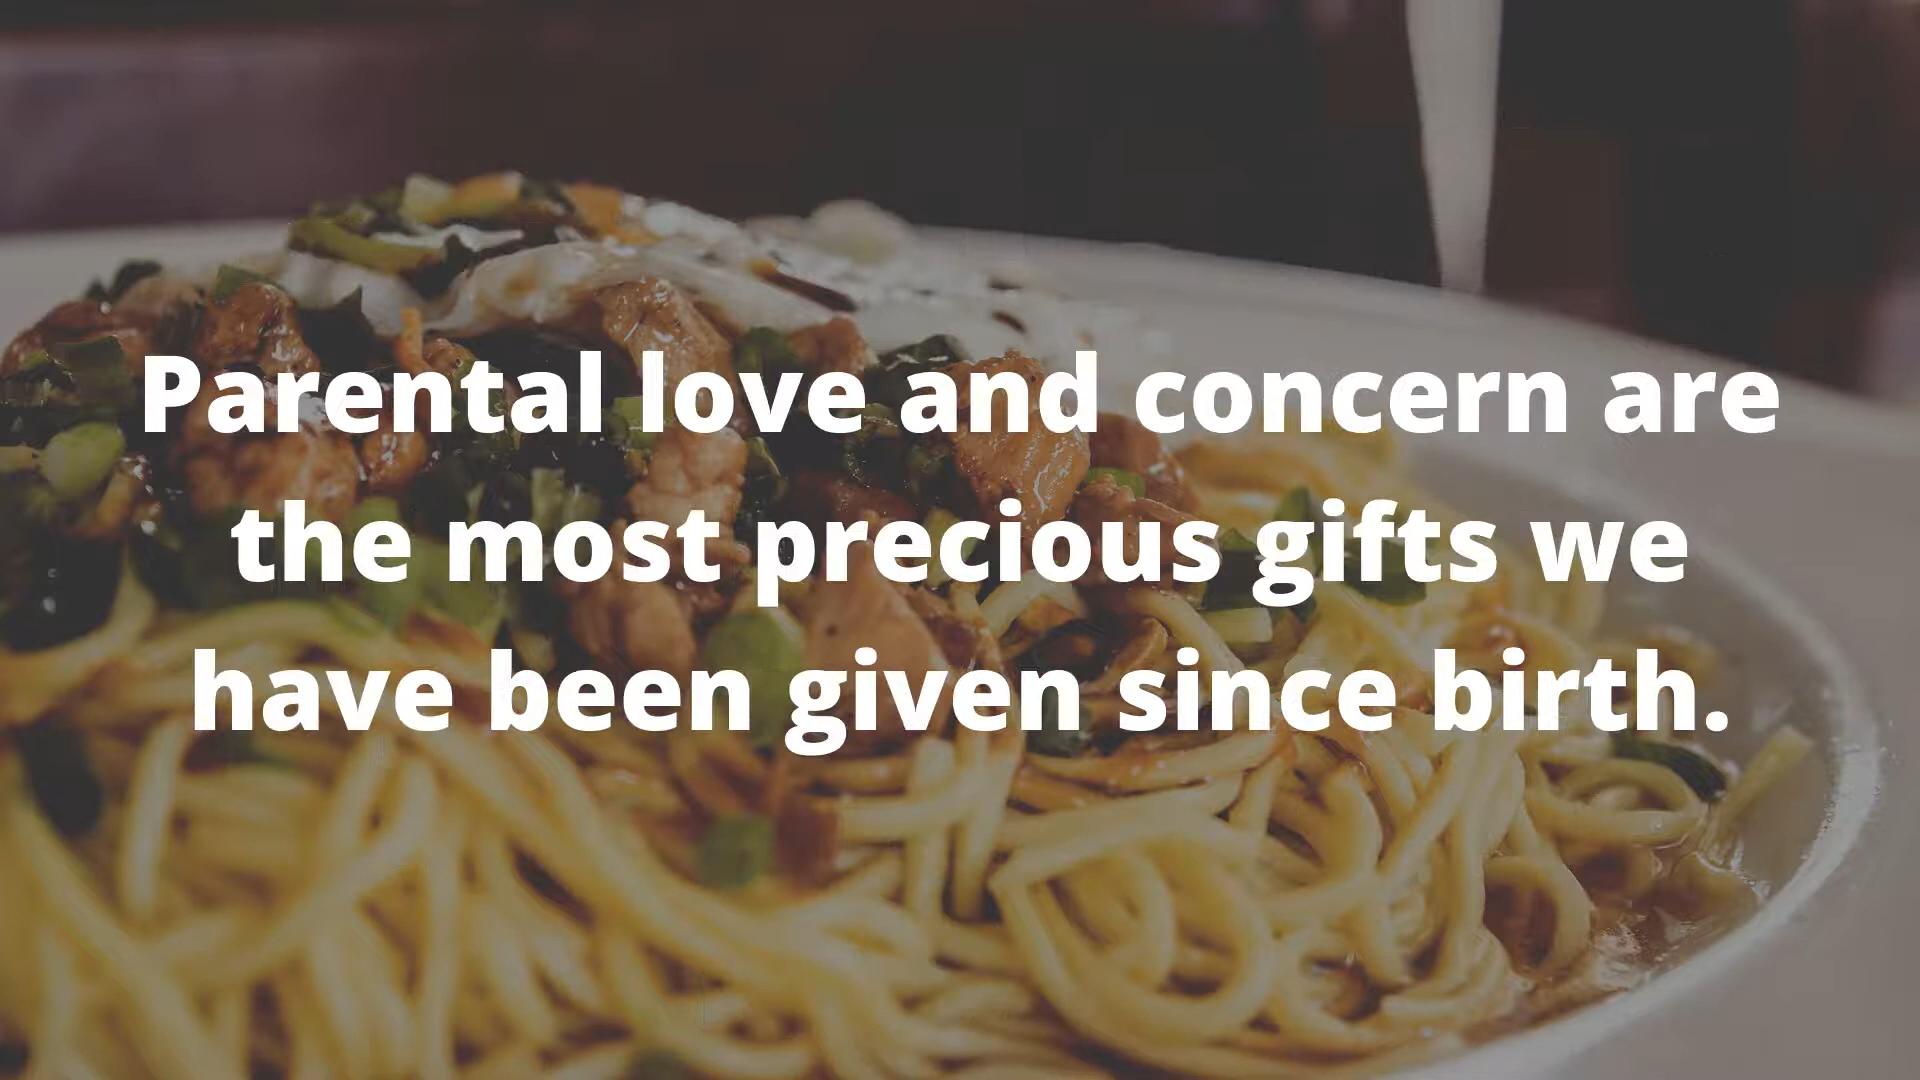 Parental love and concern are
the most precious gifts we
have been given since birth.